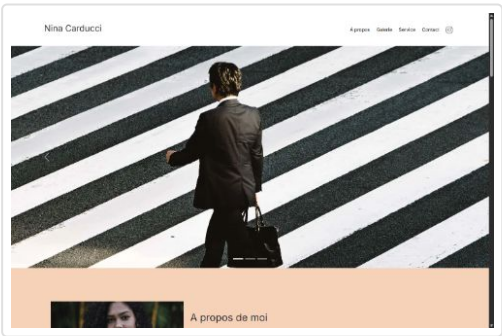 Nina Carducci
A propos Galerie Service Contact
A propos de moi